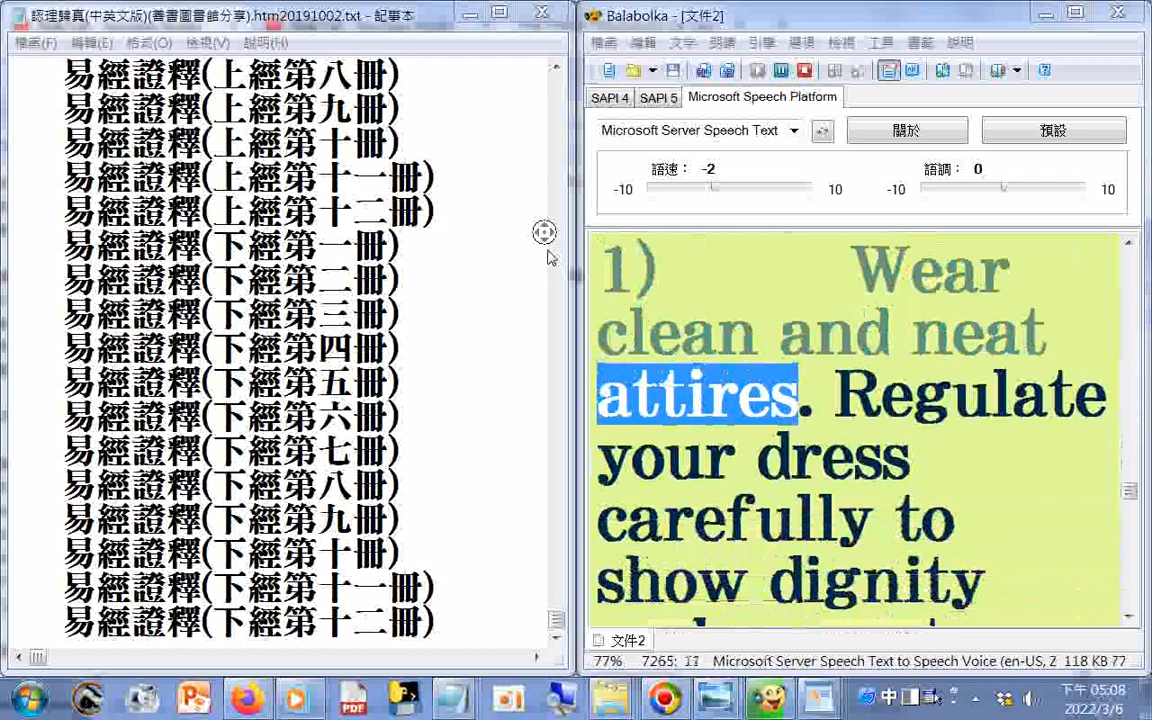 認理歸真(中英文版)(善書圖書館分享).htm20191002.txt - 記事本
檔案(F) 編輯(E) 格式(O) 檢視(V) 說明(H)
易經證釋(上經第八冊)
易經證釋(上經第九冊)
易經證釋(上經第十冊)
易經證釋(上經第十一冊)
易經證釋(上經第十二冊)
易經證釋(下經第一冊)
易經證釋(下經第二冊)
易經證釋(下經第三冊)
易經證釋(下經第四冊)
易經證釋(下經第五冊)
易經證釋(下經第六冊)
易經證釋(下經第七冊)
易經證釋(下經第八冊)
易經證釋(下經第九冊)
易經證釋(下經第十冊)
易經證釋(下經第十一冊)
易經證釋(下經第十二冊)
Balabolka - [文件2]
檔案 編輯 文字 朗讀 引擎 選項 檢視 工具 書籤 說明
SAPI 4 SAPI 5 Microsoft Speech Platform
Microsoft Server Speech Text 關於 預設
語速： -2 語調： 0
-10 10 -10 10
1) Wear
clean and neat
attires. Regulate
your dress
carefully to
show dignity
文件2
77% 7265: 11 Microsoft Server Speech Text to Speech Voice (en-US, Z 118 KB 77
PDF
中
下午 05:08
2022/3/6